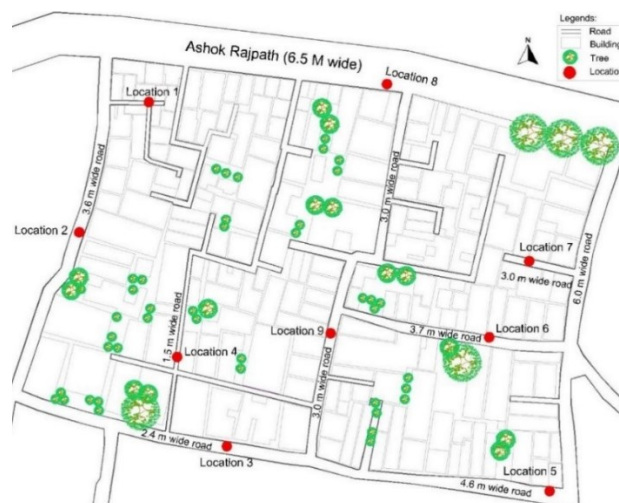 Legends:
Road
Building
Tree
Locatio
N
Ashok Rajpath (6.5 M wide)
Location 8
Location 1
3.6 m wide road
3.0 m wide road
Location 2
Location 7
3.0 m wide road
6.0 m wide road
1.5 m wide road
Location 9
3.7 m wide road
Location 6
Location 4
3.0 m wide road
2.4 m wide road
Location 3
Location 5
4.6 m wide road